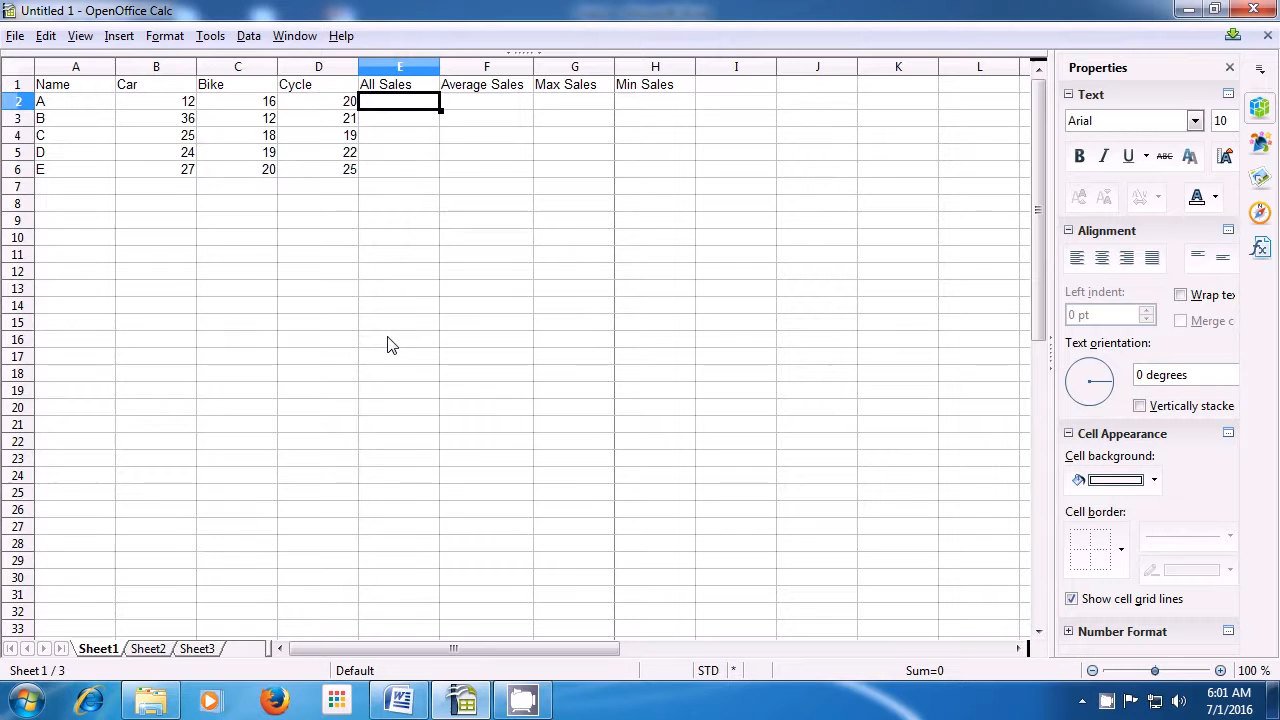 Untitled 1 - OpenOffice Calc
File Edit View Insert Format Tools Data Window Help
A B C D E F G H I J K L
1 Name Car Bike Cycle All Sales Average Sales Max Sales Min Sales
2 A 12 16 20
3 B 36 12 21
4 C 25 18 19
5 D 24 19 22
6 E 27 20 25
7
8
9
10
11
12
13
14
15
16
17
18
19
20
21
22
23
24
25
26
27
28
29
30
31
32
33
Properties
Text
Arial 10
B I U ABC
Alignment
Left indent:
Wrap te
0 pt
Merge c
Text orientation:
0 degrees
Vertically stacke
Cell Appearance
Cell background:
Cell border:
Show cell grid lines
Number Format
Sheet1 Sheet2 Sheet3
Sheet 1 / 3 Default STD * Sum=0 100 %
6:01 AM
7/1/2016